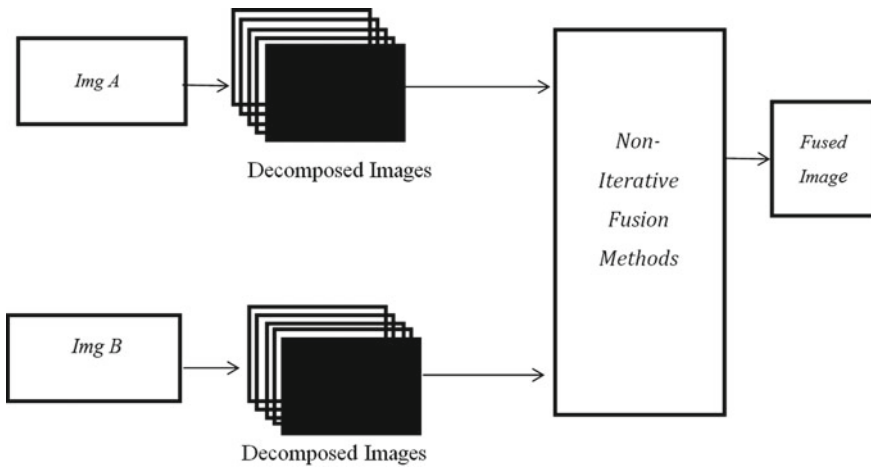 Img A
Decomposed Images
Non-
Iterative
Fusion
Methods
Fused
Image
Img B
Decomposed Images